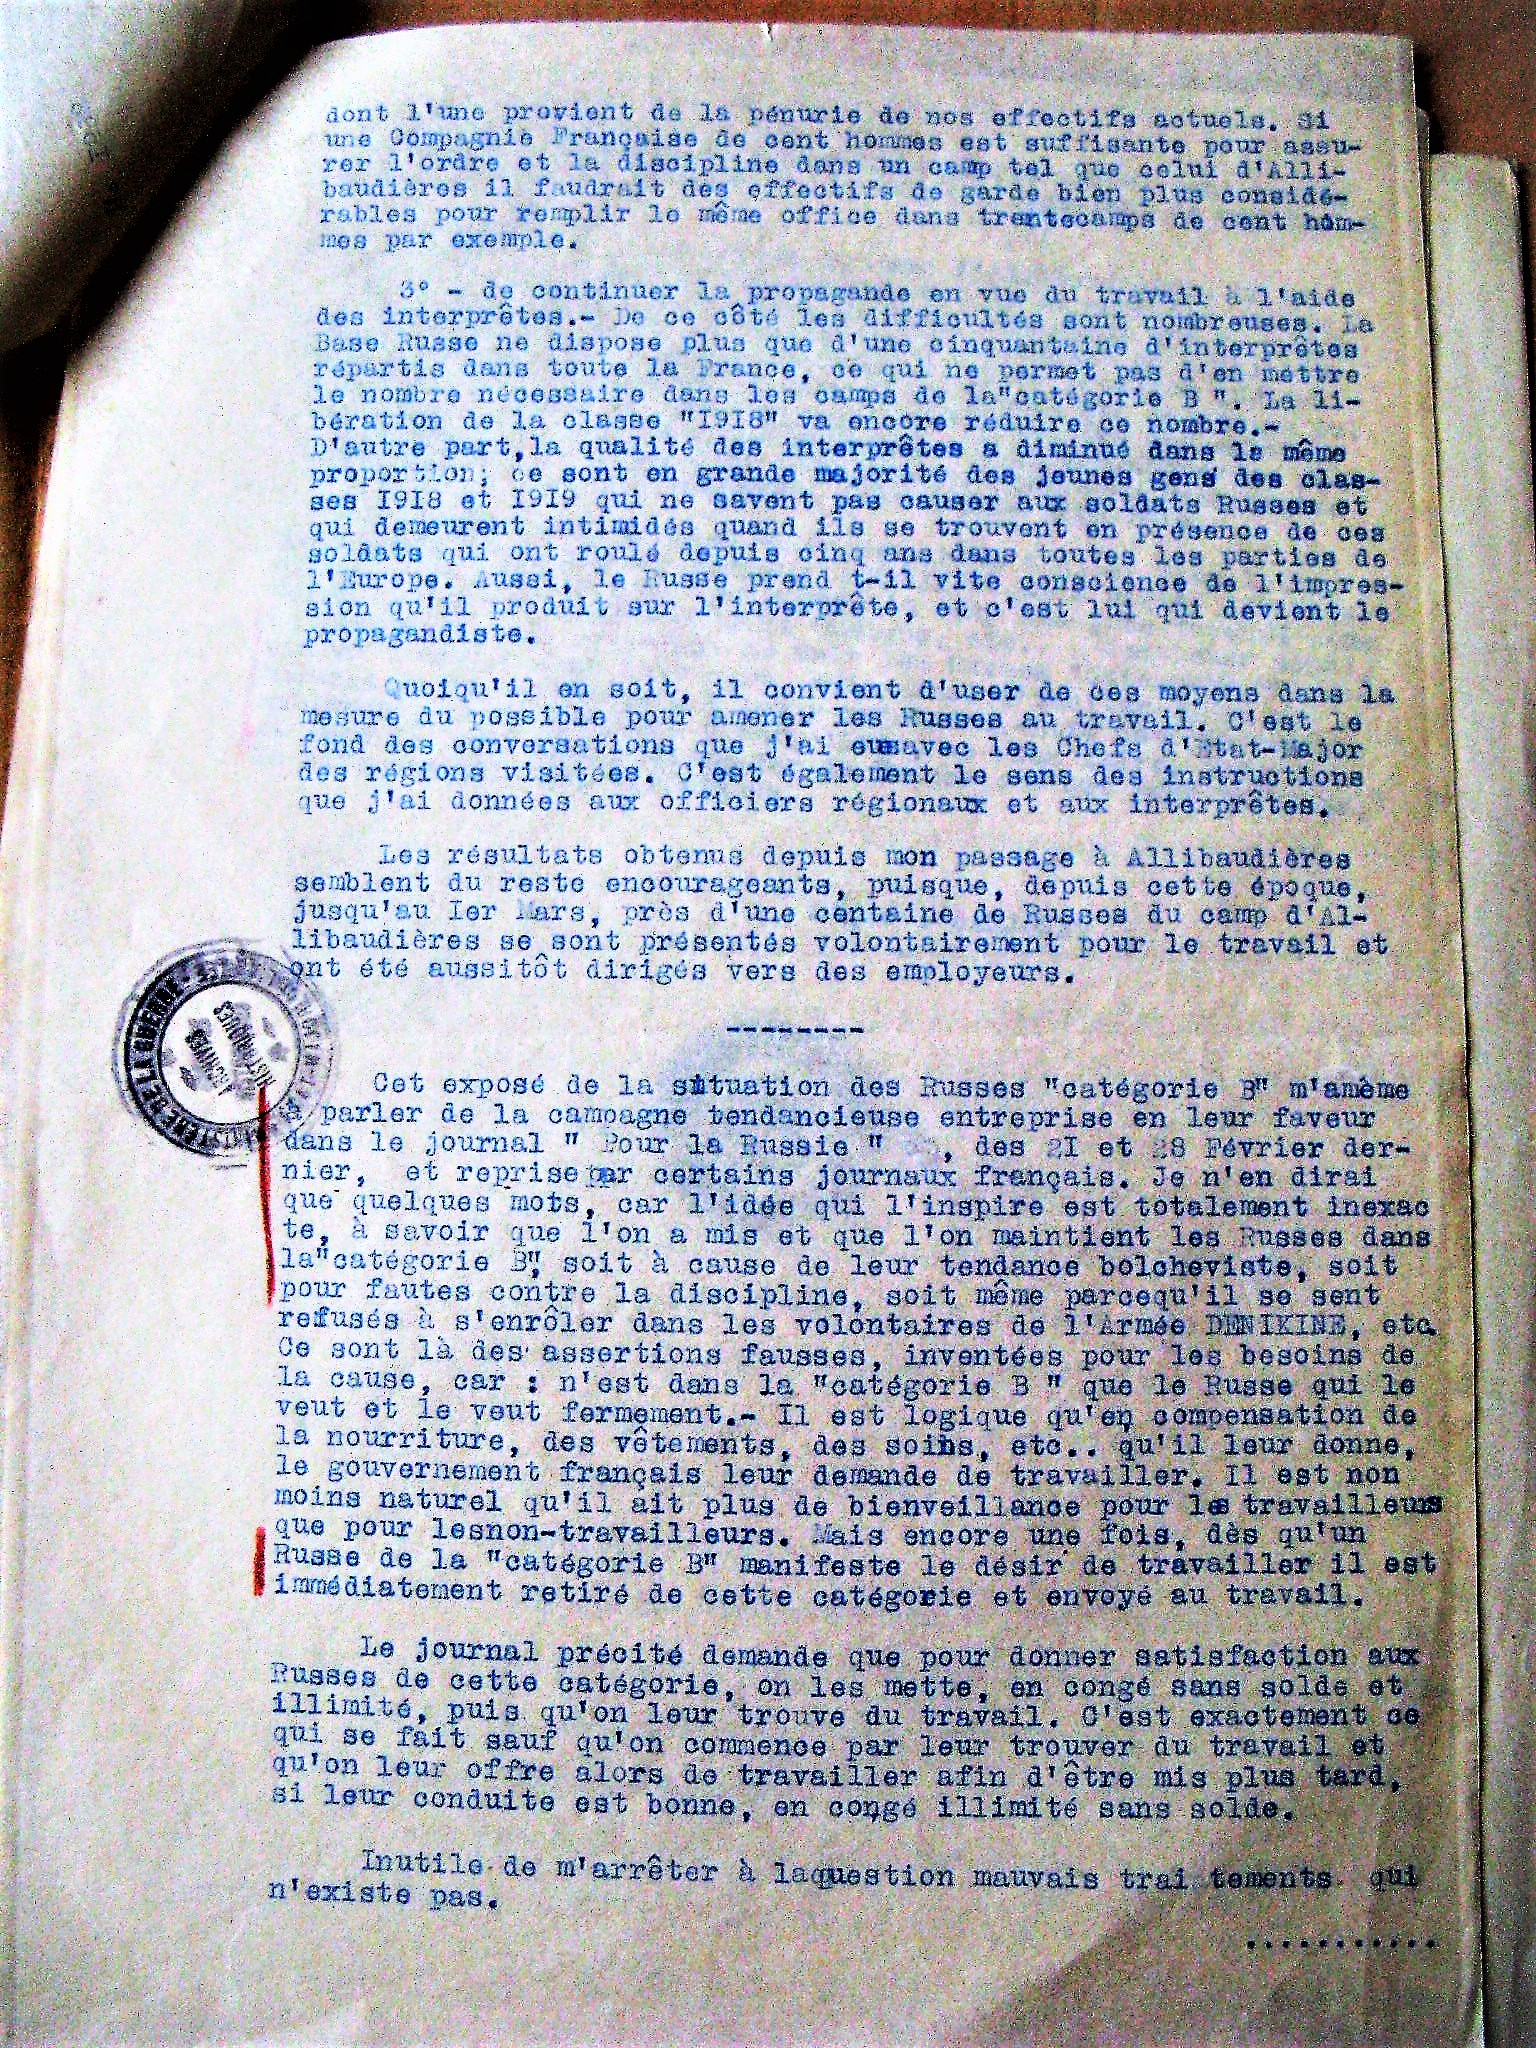 dont l'une provient de la pénurie de nos effectifs actuels. Si
une Compagnie Française de cent hommes est suffisante pour assu-
rer l'ordre et la discipline dans un camp tel que celui d'Alli-
baudières il faudrait des effectifs de garde bien plus considé-
rables pour remplir le même office dans trentecamps de cent hom-
mes par exemple.
3° - de continuer la propagande en vue du travail à l'aide
des interprêtes.- De ce côté les difficultés sont nombreuses. La
Base Russe ne dispose plus que d'une cinquantaine d'interprêtes
répartis dans toute la France, ce qui ne permet pas d'en mettre
le nombre nécessaire dans les camps de la"catégorie B ". La li-
bération de la classe "I9I8" va encore réduire ce nombre.-
D'autre part,la qualité des interprêtes a diminué dans le même
proportion; ce sont en grande majorité des jeunes gens des clas-
ses I9I8 et I9I9 qui ne savent pas causer aux soldats Russes et
qui demeurent intimidés quand ils se trouvent en présence de ces
soldats qui ont roulé depuis cinq ans dans toutes les parties de
l'Europe. Aussi, le Russe prend t-il vite conscience de l'impres-
sion qu'il produit sur l'interprête, et c'est lui qui devient le
propagandiste.
Quoiqu'il en soit, il convient d'user de ces moyens dans la
mesure du possible pour amener les Russes au travail. C'est le
fond des conversations que j'ai euesavec les Chefs d'Etat-Major
des régions visitées. C'est également le sens des instructions
que j'ai données aux officiers régionaux et aux interprêtes.
Les résultats obtenus depuis mon passage à Allibaudières
semblent du reste encourageants, puisque, depuis cette époque,
jusqu'au Ier Mars, près d'une centaine de Russes du camp d'Al-
libaudières se sont présentés volontairement pour le travail et
ont été aussitôt dirigés vers des employeurs.
--------
MINISTERE DE LA GUERRE
ARCHIVES
HISTORIQUES
Cet exposé de la situation des Russes "catégorie B" m'amème
à parler de la campagne tendancieuse entreprise en leur faveur
dans le journal " Pour la Russie " , des 2I et 28 Février der-
nier, et reprise par certains journaux français. Je n'en dirai
que quelques mots, car l'idée qui l'inspire est totalement inexac
te, à savoir que l'on a mis et que l'on maintient les Russes dans
la"catégorie B", soit à cause de leur tendance bolcheviste, soit
pour fautes contre la discipline, soit même parcequ'il se sent
refusés à s'enrôler dans les volontaires de l'Armée DENIKINE, etc.
Ce sont là des assertions fausses, inventées pour les besoins de
la cause, car : n'est dans la "catégorie B " que le Russe qui le
veut et le veut fermement.- Il est logique qu'en compensation de
la nourriture, des vêtements, des soins, etc.. qu'il leur donne,
le gouvernement français leur demande de travailler. Il est non
moins naturel qu'il ait plus de bienveillance pour les travailleurs
que pour lesnon-travailleurs. Mais encore une fois, dès qu'un
Russe de la "catégorie B" manifeste le désir de travailler il est
immédiatement retiré de cette catégorie et envoyé au travail.
Le journal précité demande que pour donner satisfaction aux
Russes de cette catégorie, on les mette, en congé sans solde et
illimité, puis qu'on leur trouve du travail. C'est exactement ce
qui se fait sauf qu'on commence par leur trouver du travail et
qu'on leur offre alors de travailler afin d'être mis plus tard,
si leur conduite est bonne, en congé illimité sans solde.
Inutile de m'arrêter à laquestion mauvais trai tements qui
n'existe pas.
...........